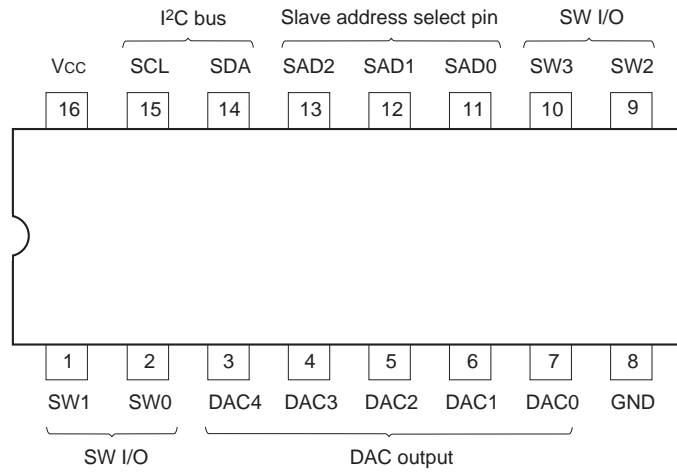 I²C bus Slave address select pin SW I/O
VCC SCL SDA SAD2 SAD1 SAD0 SW3 SW2
16 15 14 13 12 11 10 9
1 2 3 4 5 6 7 8
SW1 SW0 DAC4 DAC3 DAC2 DAC1 DAC0 GND
SW I/O DAC output